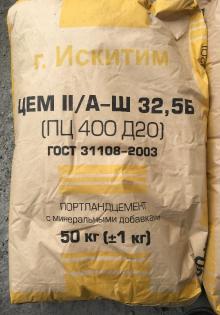 г. Искитим
ЦЕМ II/А-Ш 32,5Б
(ПЦ 400 Д20)
ГОСТ 31108-2003
ПОРТЛАНДЦЕМЕНТ
с минеральными добавками
50 кг (±1 кг)